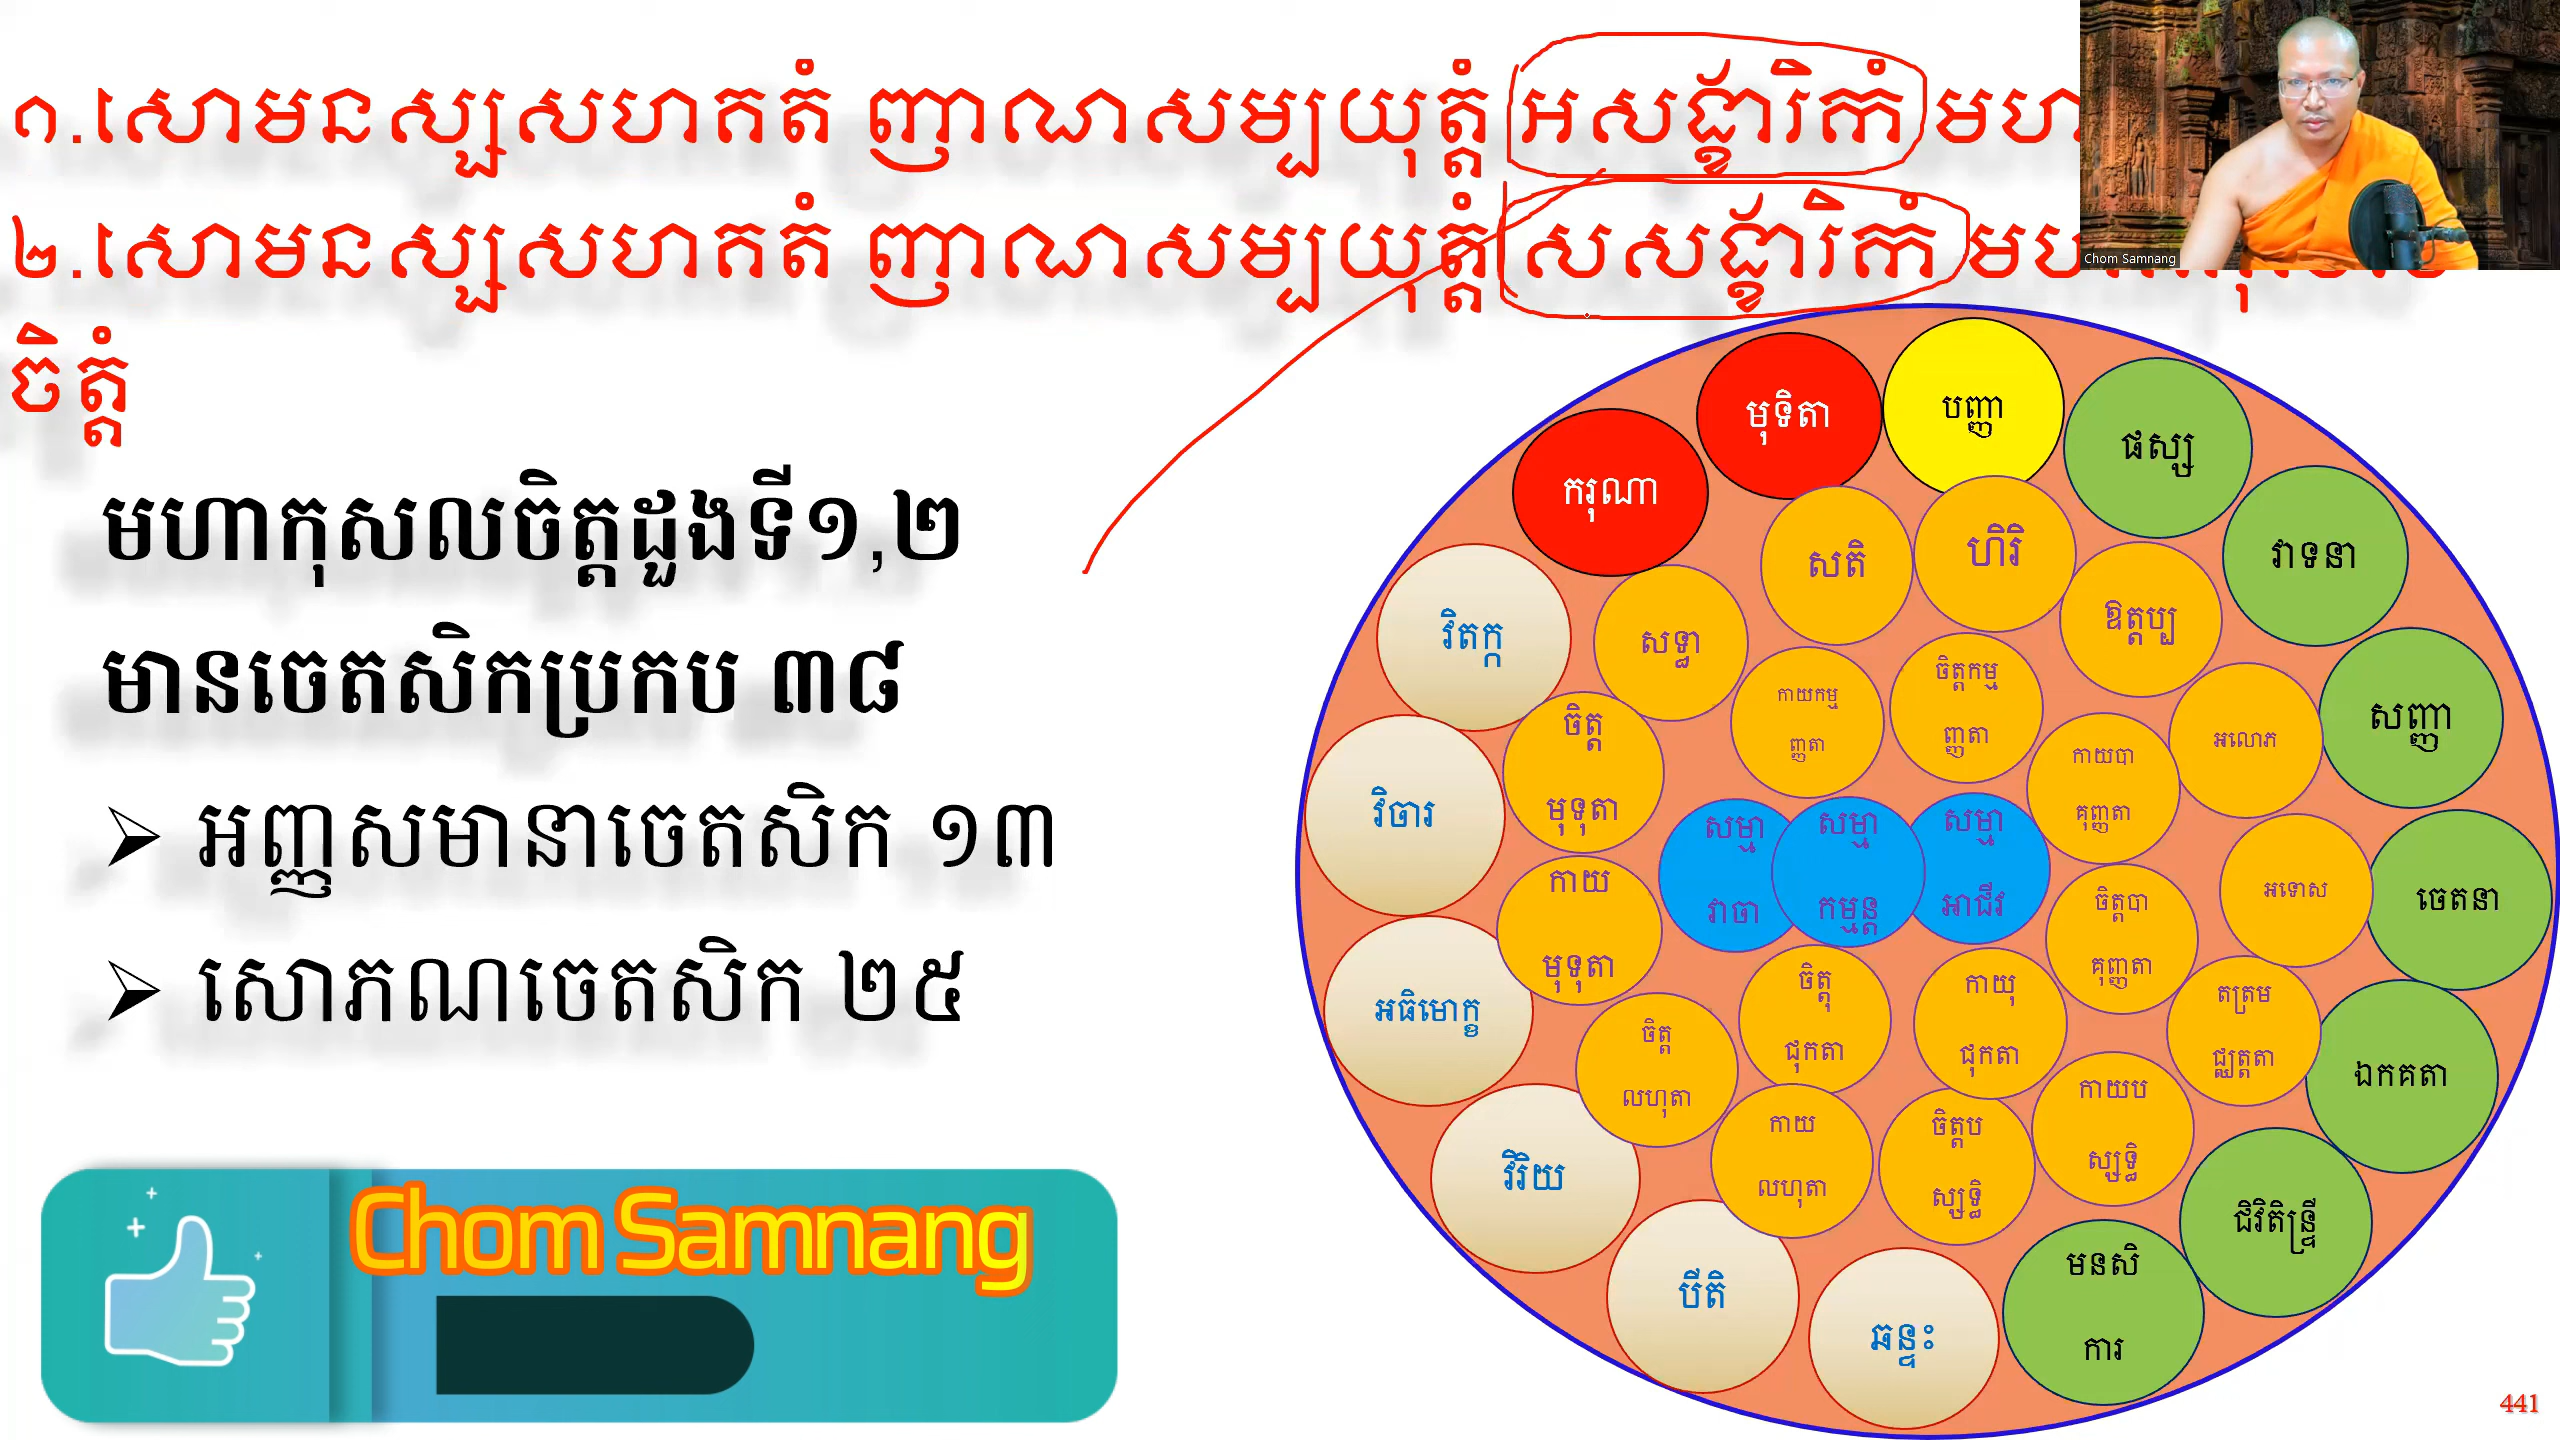 ១.សោមនស្សសហគតំ ញាណសម្បយុត្តំ អសង្ខារិកំ
២.សោមនស្សសហគតំ ញាណសម្បយុត្តំ សសង្ខារិកំ
ចិត្តំ
Chom Samnang
មហាកុសលចិត្តដួងទី១,២
មានចេតសិកប្រកប ៣៨
➢ អញ្ញសមានាចេតសិក ១៣
➢ សោភណចេតសិក ២៥
Chom Samnang
មុទិតា
បញ្ញា
ផស្ស
ករុណា
សតិ
ហិរិ
វាទនា
ឱត្តប្ប
វិតក្ក
សទ្ធា
កាយកម្ម
ញ្ញតា
ចិត្តកម្ម
ញ្ញតា
សញ្ញា
អលោភ
ចិត្ត
មុទុតា
កាយបា
គុញ្ញតា
វិចារ
សម្មា
វាចា
សម្មា
កម្មន្ត
សម្មា
អាជីវ
អទោស
ចេតនា
កាយ
មុទុតា
ចិត្តបា
គុញ្ញតា
អធិមោក្ខ
ចិត្តុ
ជុកតា
កាយុ
ជុកតា
តត្រម
ជ្ឈត្តតា
ឯកគតា
ចិត្ត
លហុតា
កាយប
ស្សទ្ធិ
វិរិយ
កាយ
លហុតា
ចិត្តប
ស្សទ្ធិ
ជិវិតិន្ទ្រី
បីតិ
ឆន្ទះ
មនសិ
ការ
441